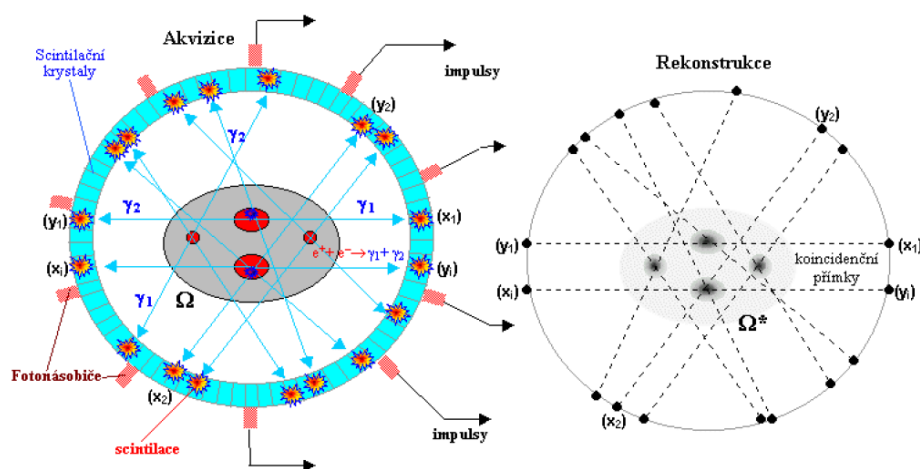 Akvizice
Scintilační
krystaly
impulsy
(y₂)
γ₂
(y₁)
γ₂
γ₁
(x₁)
e⁺+ e⁻→γ₁+ γ₂
(xᵢ)
(yᵢ)
γ₁
Ω
Fotonásobiče
(x₂)
scintilace
impulsy
Rekonstrukce
(y₂)
(y₁)
(x₁)
koincidenční
přímky
(xᵢ)
(yᵢ)
Ω*
(x₂)